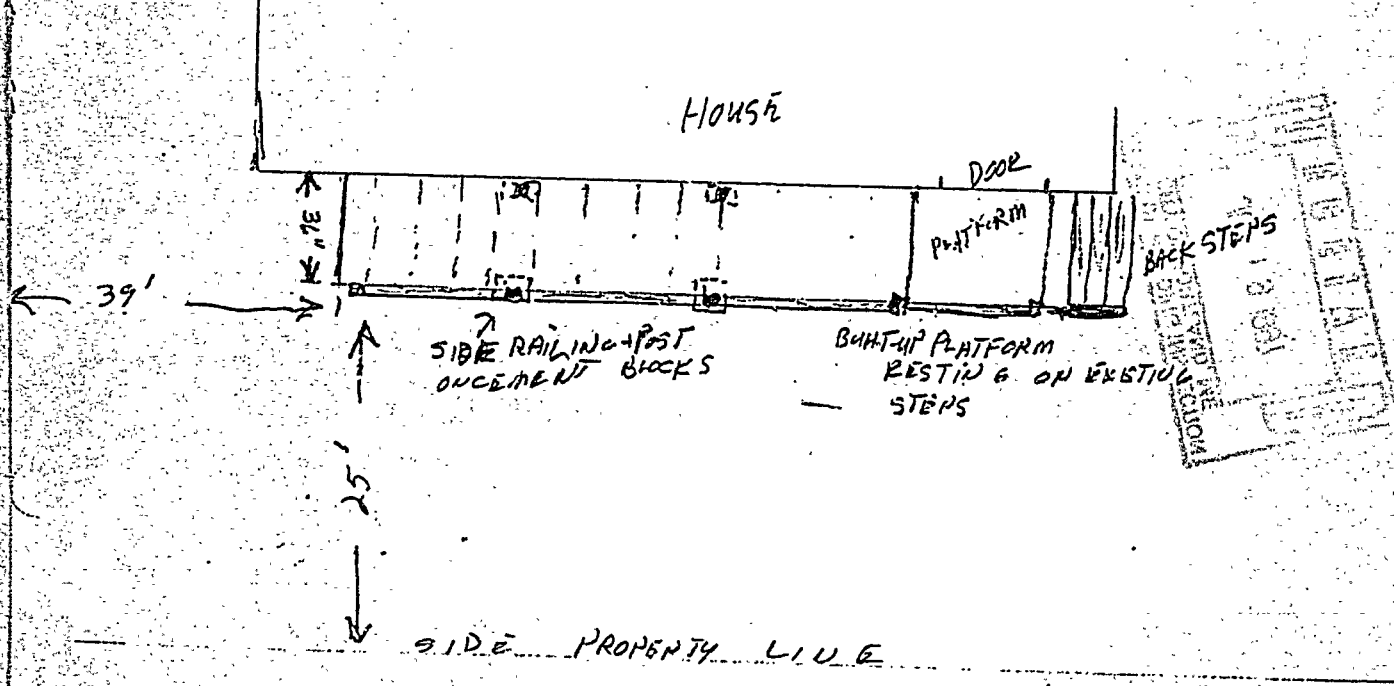 HOUSE
DOOR
PLATFORM
BACK STEPS
36"
39'
SIDE RAILING + POST
ON CEMENT BLOCKS
BUILT-UP PLATFORM
RESTING ON EXISTING
STEPS
25'
SIDE PROPERTY LINE